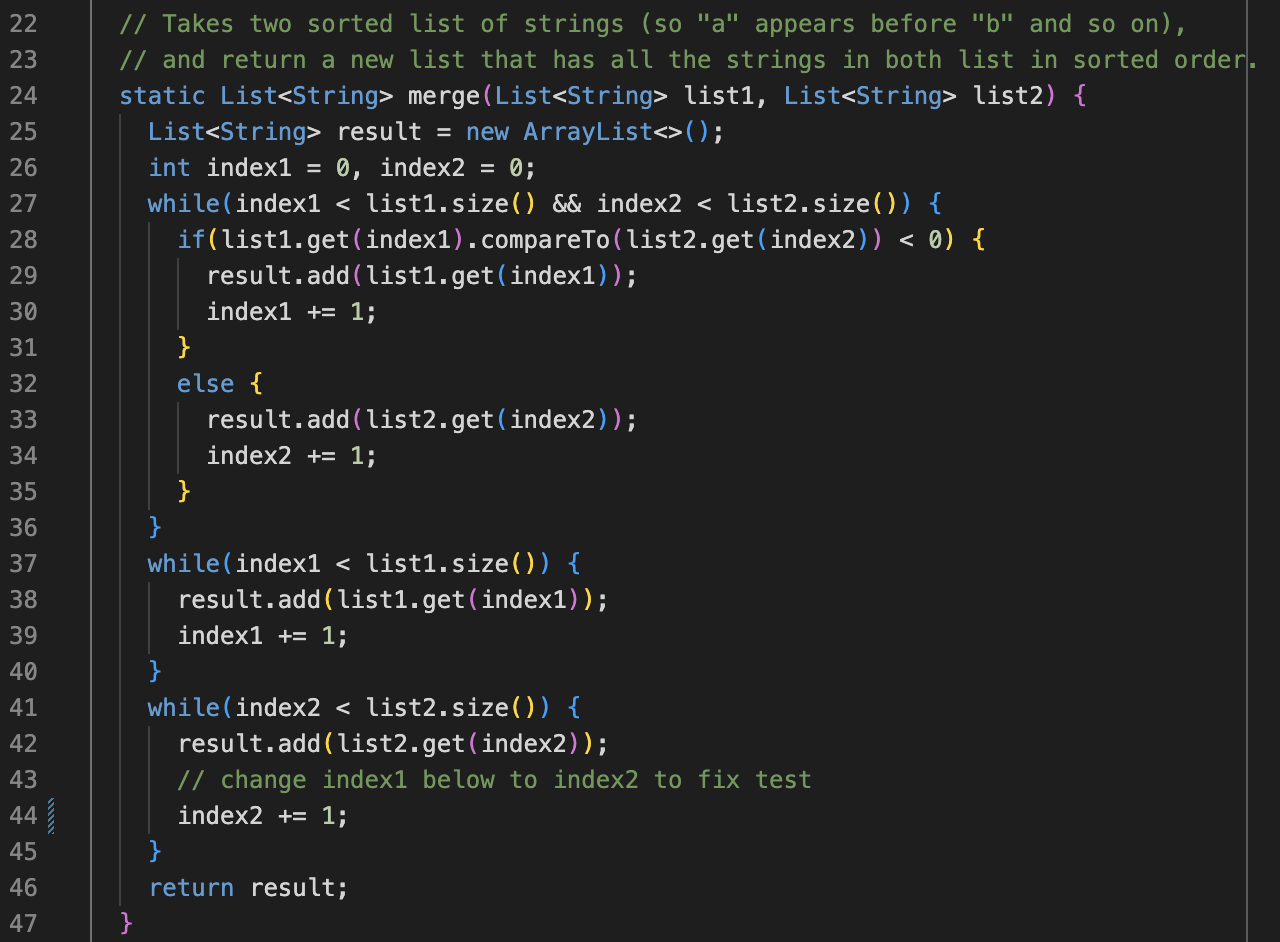 22 // Takes two sorted list of strings (so "a" appears before "b" and so on),
23 // and return a new list that has all the strings in both list in sorted order.
24 static List<String> merge(List<String> list1, List<String> list2) {
25 List<String> result = new ArrayList<>();
26 int index1 = 0, index2 = 0;
27 while(index1 < list1.size() && index2 < list2.size()) {
28 if(list1.get(index1).compareTo(list2.get(index2)) < 0) {
29 result.add(list1.get(index1));
30 index1 += 1;
31 }
32 else {
33 result.add(list2.get(index2));
34 index2 += 1;
35 }
36 }
37 while(index1 < list1.size()) {
38 result.add(list1.get(index1));
39 index1 += 1;
40 }
41 while(index2 < list2.size()) {
42 result.add(list2.get(index2));
43 // change index1 below to index2 to fix test
44 index2 += 1;
45 }
46 return result;
47 }